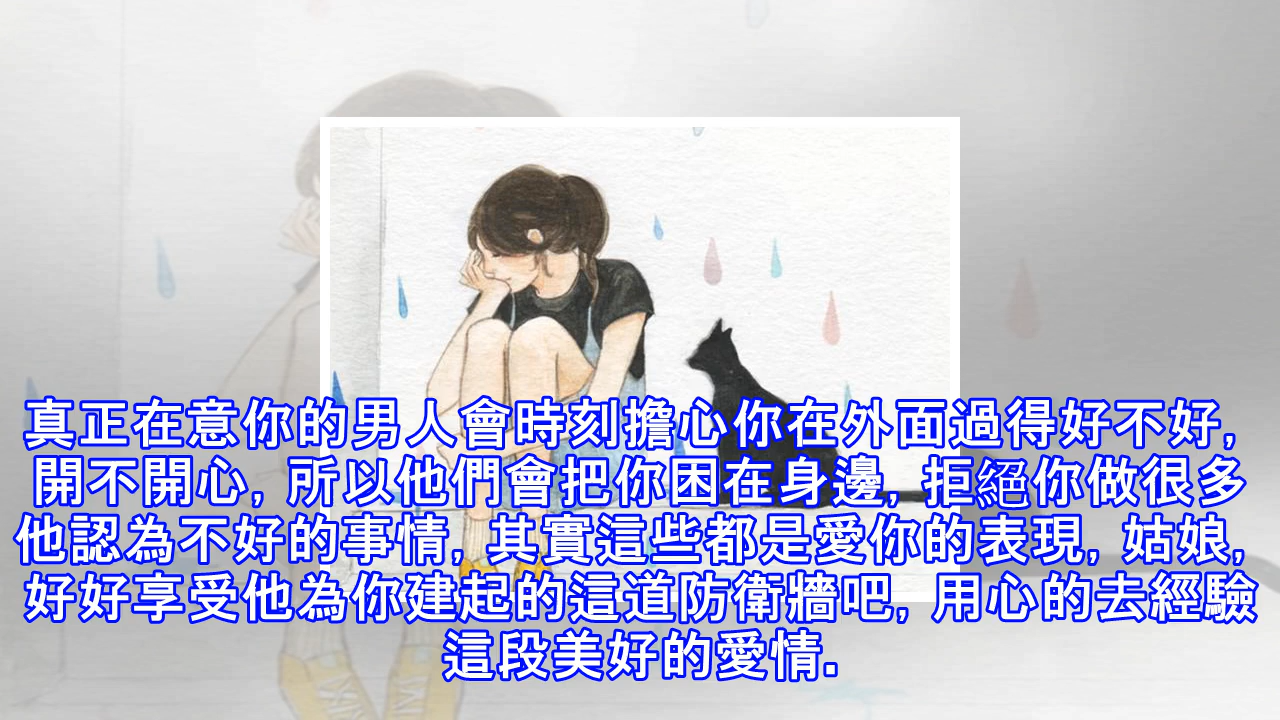 真正在意你的男人會時刻擔心你在外面過得好不好,
開不開心, 所以他們會把你困在身邊, 拒絕你做很多
他認為不好的事情, 其實這些都是愛你的表現, 姑娘,
好好享受他為你建起的這道防衛牆吧, 用心的去經驗
這段美好的愛情.